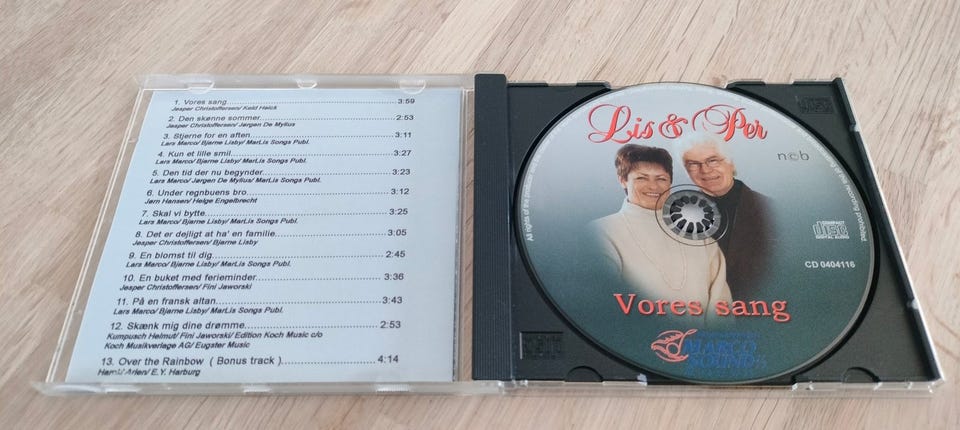 1. Vores sang 3:59
Jesper Christoffersen/ Keld Heick
2. Den skønne sommer 2:53
Jesper Christoffersen/ Jørgen De Mylius
3. Stjerne for en aften 3:11
Lars Marco/ Bjarne Lisby/ MarLis Songs Publ.
4. Kun et lille smil 3:27
Lars Marco/ Bjarne Lisby/ MarLis Songs Publ.
5. Den tid der nu begynder 3:23
Lars Marco/ Jørgen De Mylius/ MarLis Songs Publ.
6. Under regnbuens bro 3:12
Jørn Hansen/ Helge Engelbrecht
7. Skal vi bytte 3:25
Lars Marco/ Bjarne Lisby/ MarLis Songs Publ.
8. Det er dejligt at ha' en familie 3:05
Jesper Christoffersen/ Bjarne Lisby
9. En blomst til dig 2:45
Lars Marco/ Bjarne Lisby/ MarLis Songs Publ.
10. En buket med ferieminder 3:36
Jesper Christoffersen/ Fini Jaworski
11. På en fransk altan 3:43
Lars Marco/ Bjarne Lisby/ MarLis Songs Publ.
12. Skænk mig dine drømme 2:53
Kumpusch Helmut/ Fini Jaworski/ Edition Koch Music c/o
Koch Musikverlage AG/ Eugster Music
13. Over the Rainbow ( Bonus track ) 4:14
Arlen/ E.Y. Harburg
Lis & Per
n©b
COMPACT
disc
DIGITAL AUDIO
CD 0404116
Vores sang
MARCO
SOUND